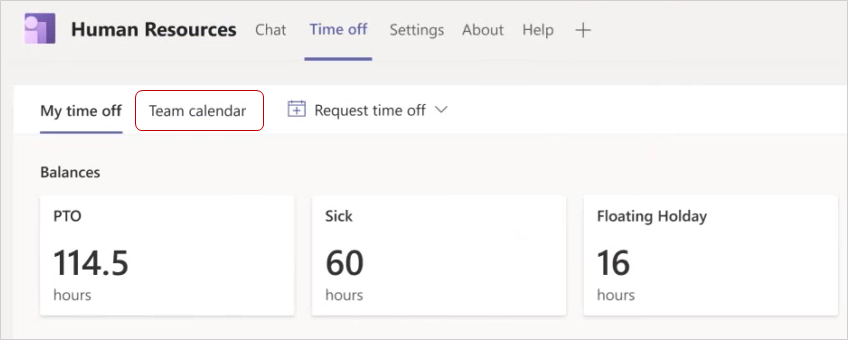 Human Resources Chat Time off Settings About Help +
My time off Team calendar Request time off
Balances
PTO Sick Floating Holday
114.5 60 16
hours hours hours